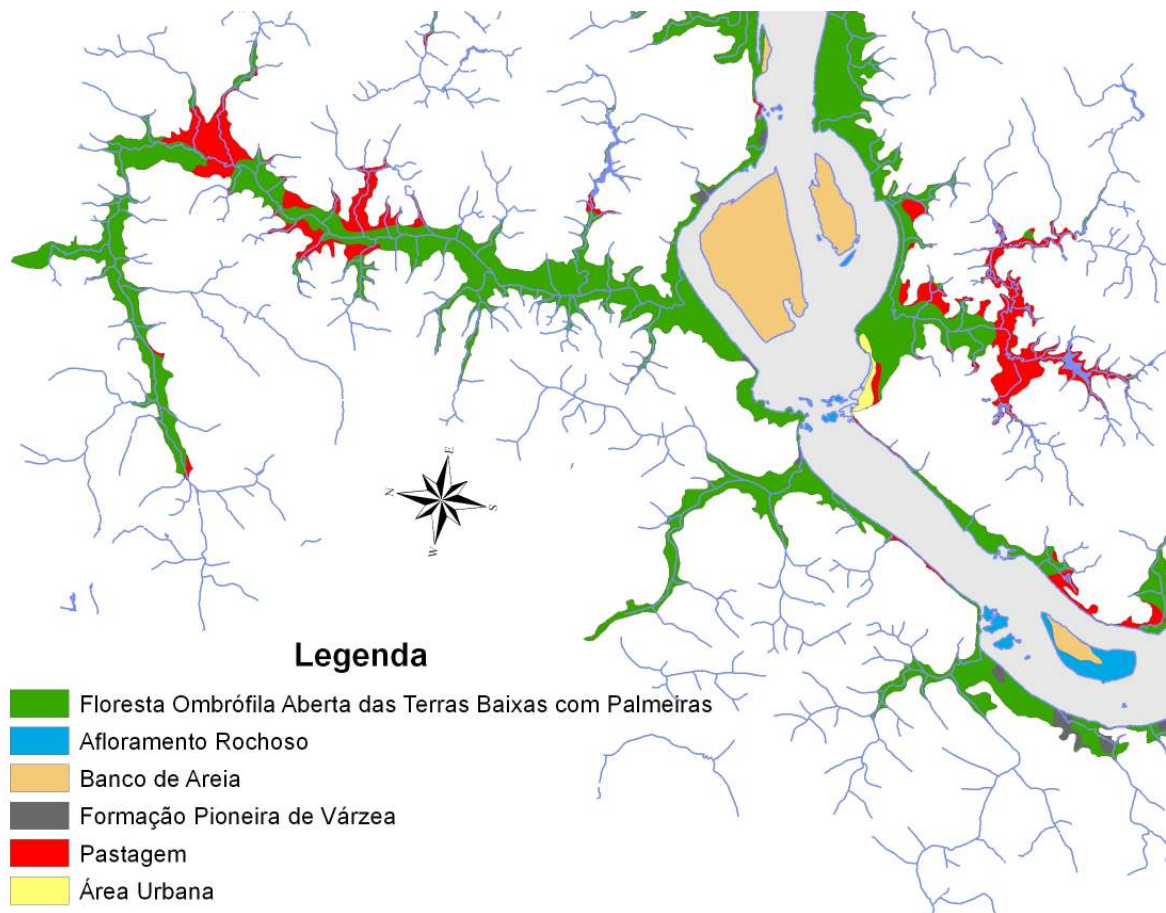 E
N
S
W
Legenda
Floresta Ombrófila Aberta das Terras Baixas com Palmeiras
Afloramento Rochoso
Banco de Areia
Formação Pioneira de Várzea
Pastagem
Área Urbana